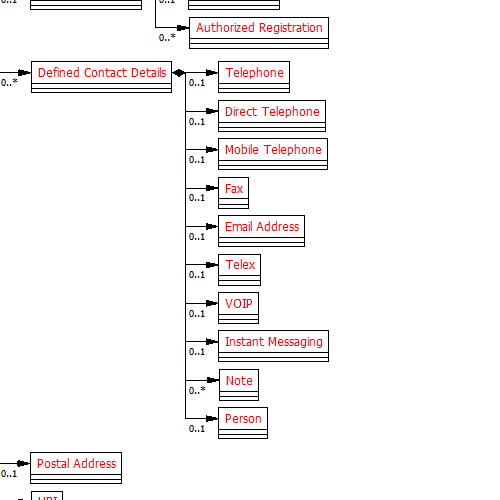 0..1
0..1
Authorized Registration
0..*
Defined Contact Details
0..*
Telephone
0..1
Direct Telephone
0..1
Mobile Telephone
0..1
Fax
0..1
Email Address
0..1
Telex
0..1
VOIP
0..1
Instant Messaging
0..1
Note
0..*
Person
0..1
Postal Address
0..1